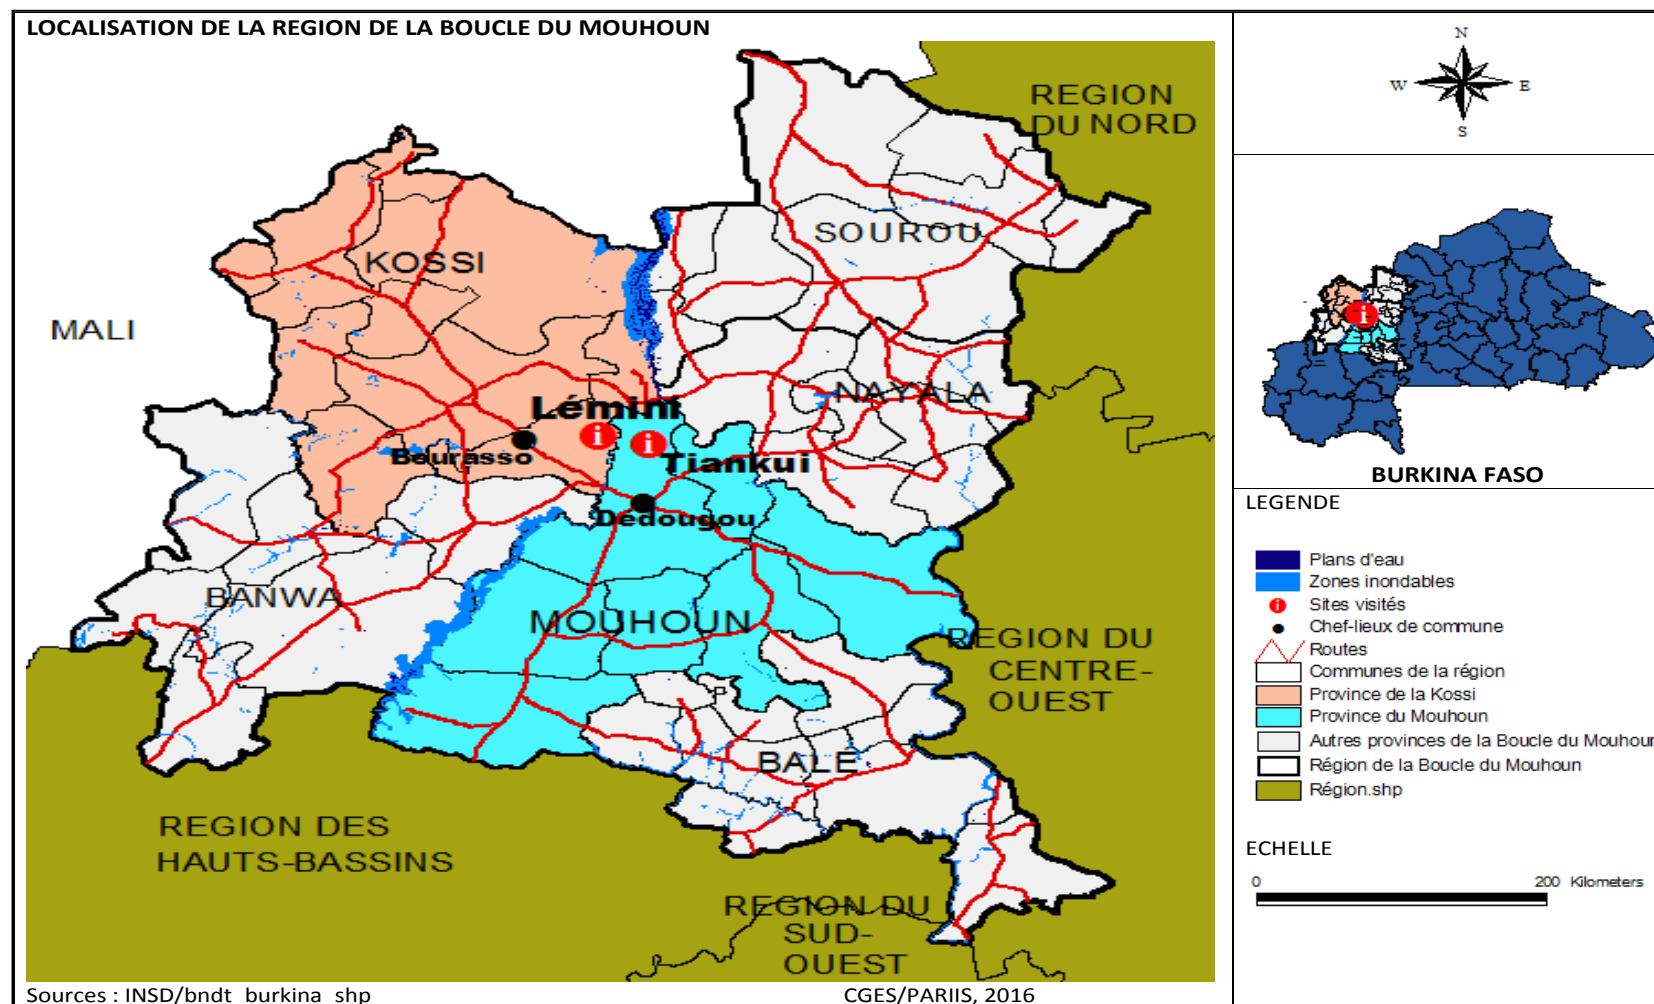 LOCALISATION DE LA REGION DE LA BOUCLE DU MOUHOUN
REGION
DU NORD
SOUROU
KOSSI
MALI
NAYALA
Lémini
Bourasso
Tiankui
Dédougou
BANWA
MOUHOUN
REGION DU
CENTRE-
OUEST
BALE
REGION DES
HAUTS-BASSINS
REGION DU
SUD-
OUEST
Sources : INSD/bndt_burkina_shp
CGES/PARIIS, 2016
N
W
E
S
BURKINA FASO
LEGENDE
Plans d'eau
Zones inondables
Sites visités
Chef-lieux de commune
Routes
Communes de la région
Province de la Kossi
Province du Mouhoun
Autres provinces de la Boucle du Mouhoun
Région de la Boucle du Mouhoun
Région.shp
ECHELLE
0
200 Kilometers